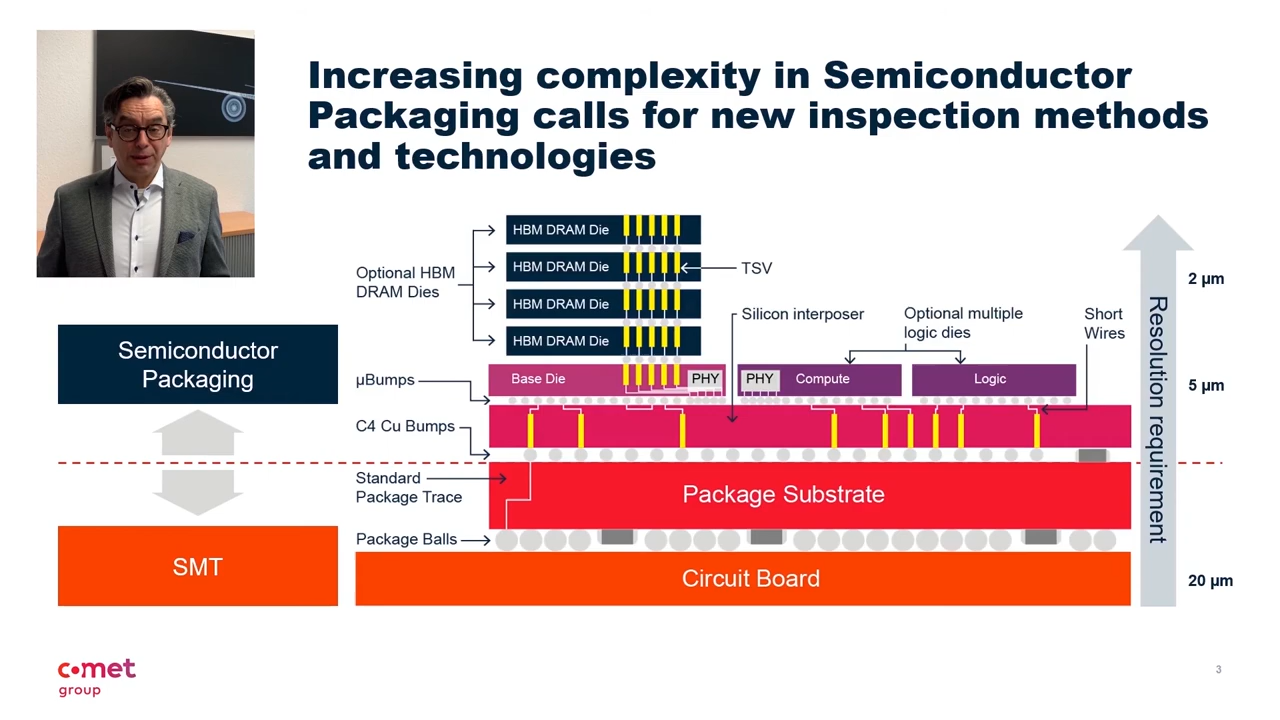 Increasing complexity in Semiconductor
Packaging calls for new inspection methods
and technologies
HBM DRAM Die
HBM DRAM Die
HBM DRAM Die
HBM DRAM Die
Optional HBM
DRAM Dies
TSV
Silicon interposer
Optional multiple
logic dies
Short
Wires
Semiconductor
Packaging
µBumps
Base Die
PHY
PHY
Compute
Logic
C4 Cu Bumps
Standard
Package Trace
Package Substrate
Package Balls
SMT
Circuit Board
Resolution requirement
2 µm
5 µm
20 µm
comet
group
3